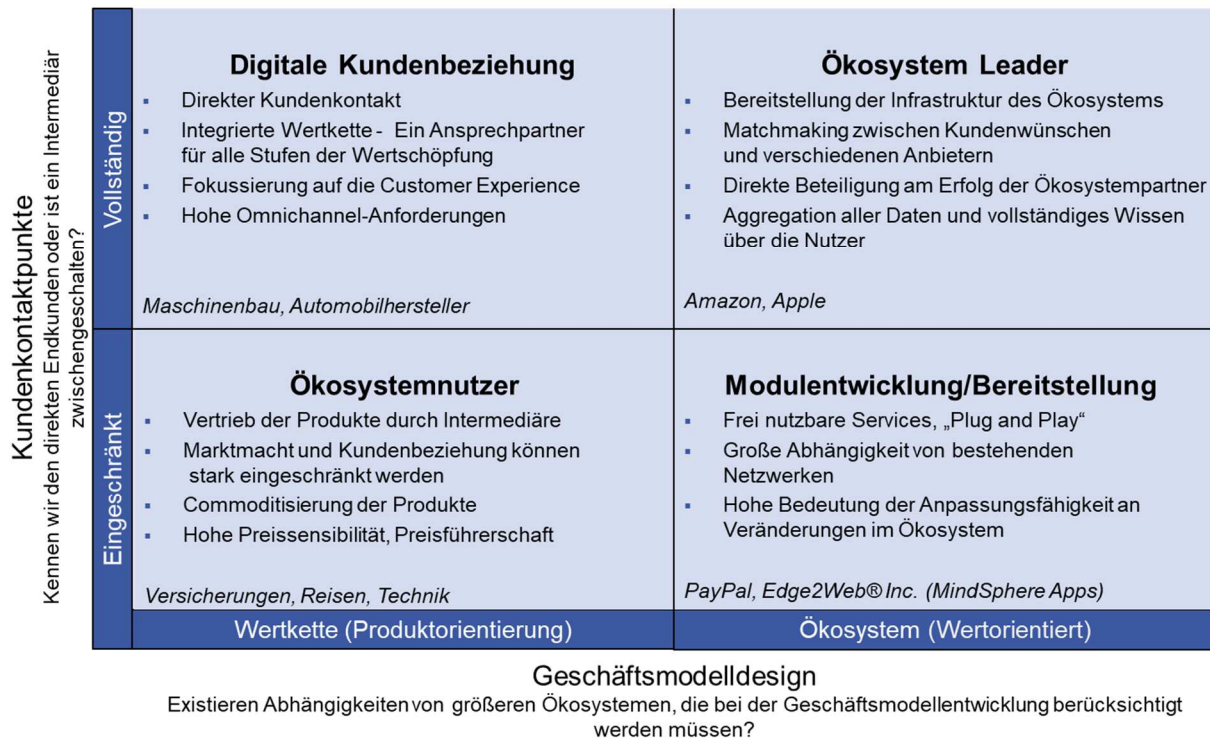 Kundenkontaktpunkte
Kennen wir den direkten Endkunden oder ist ein Intermediär
zwischengeschalten?
Vollständig
Digitale Kundenbeziehung
Direkter Kundenkontakt
Integrierte Wertkette - Ein Ansprechpartner
für alle Stufen der Wertschöpfung
Fokussierung auf die Customer Experience
Hohe Omnichannel-Anforderungen
Maschinenbau, Automobilhersteller
Ökosystem Leader
Bereitstellung der Infrastruktur des Ökosystems
Matchmaking zwischen Kundenwünschen
und verschiedenen Anbietern
Direkte Beteiligung am Erfolg der Ökosystempartner
Aggregation aller Daten und vollständiges Wissen
über die Nutzer
Amazon, Apple
Eingeschränkt
Ökosystemnutzer
Vertrieb der Produkte durch Intermediäre
Marktmacht und Kundenbeziehung können
stark eingeschränkt werden
Commoditisierung der Produkte
Hohe Preissensibilität, Preisführerschaft
Versicherungen, Reisen, Technik
Modulentwicklung/Bereitstellung
Frei nutzbare Services, „Plug and Play“
Große Abhängigkeit von bestehenden
Netzwerken
Hohe Bedeutung der Anpassungsfähigkeit an
Veränderungen im Ökosystem
PayPal, Edge2Web® Inc. (MindSphere Apps)
Wertkette (Produktorientierung)
Ökosystem (Wertorientiert)
Geschäftsmodelldesign
Existieren Abhängigkeiten von größeren Ökosystemen, die bei der Geschäftsmodellentwicklung berücksichtigt
werden müssen?